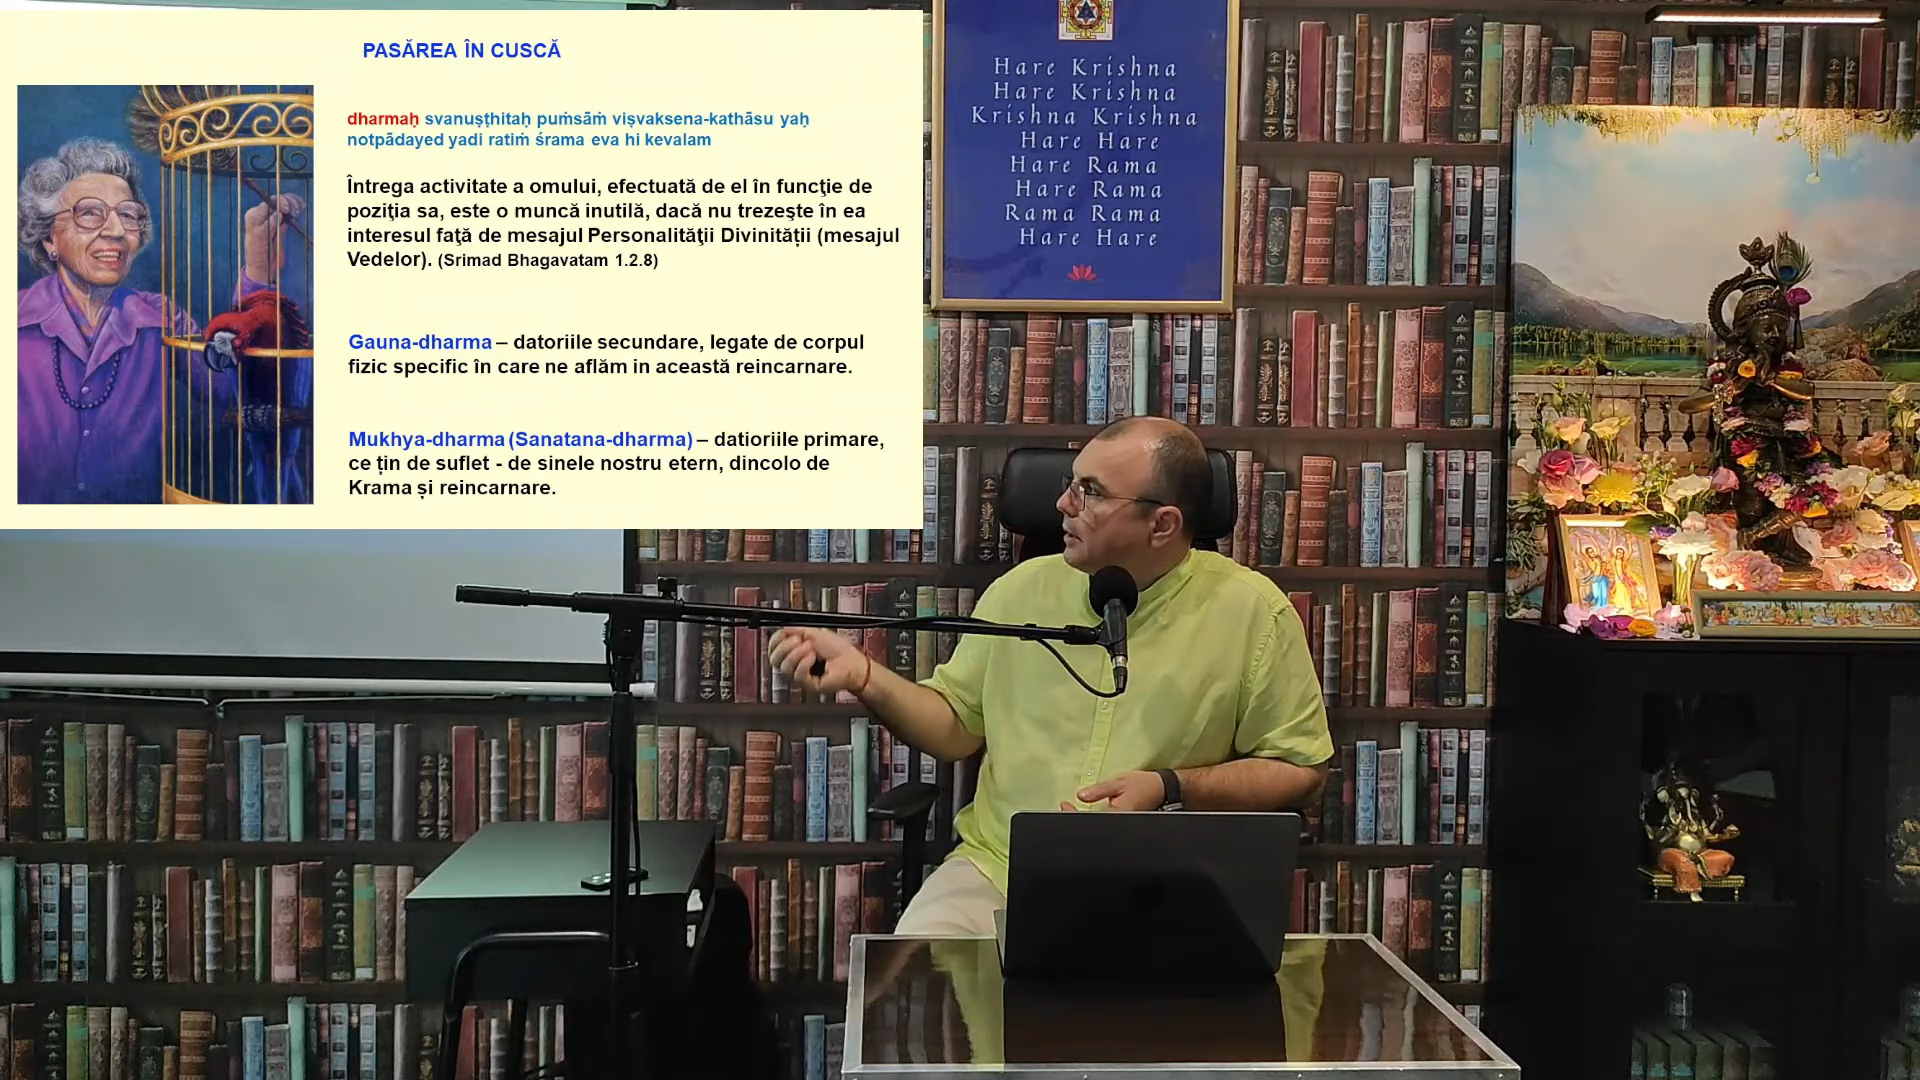 PASĂREA ÎN CUSCĂ
dharmaḥ svanuṣṭhitaḥ puṁsāṁ viṣvaksena-kathāsu yaḥ
notpādayed yadi ratiṁ śrama eva hi kevalam
Întrega activitate a omului, efectuată de el în funcţie de
poziţia sa, este o muncă inutilă, dacă nu trezeşte în ea
interesul faţă de mesajul Personalităţii Divinității (mesajul
Vedelor). (Srimad Bhagavatam 1.2.8)
Gauna-dharma – datoriile secundare, legate de corpul
fizic specific în care ne aflăm in această reincarnare.
Mukhya-dharma (Sanatana-dharma) – datioriile primare,
ce țin de suflet - de sinele nostru etern, dincolo de
Krama și reincarnare.
Hare Krishna
Hare Krishna
Krishna Krishna
Hare Hare
Hare Rama
Hare Rama
Rama Rama
Hare Hare